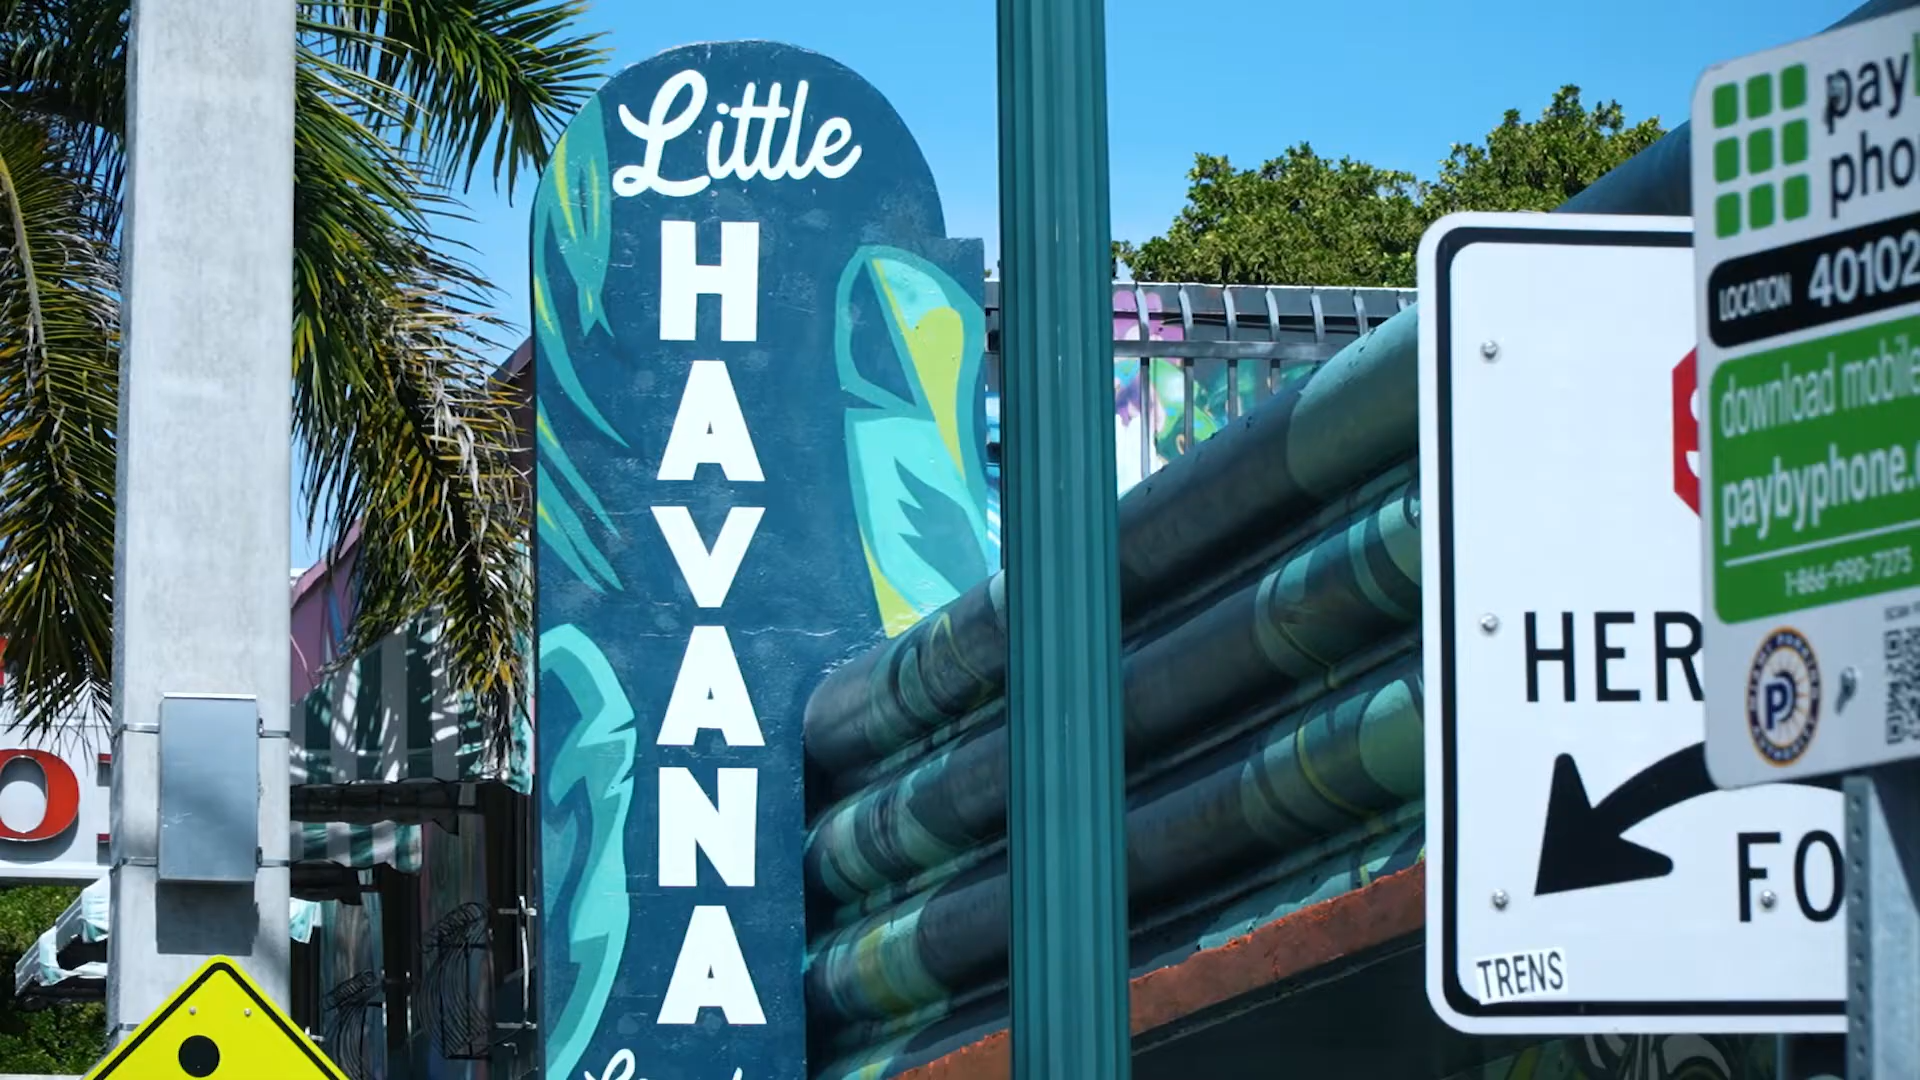 Little
HAVANA
pay
pho
LOCATION 40102
download mobile
paybyphone.
1-866-990-7275
P
HER
FO
TRENS
O